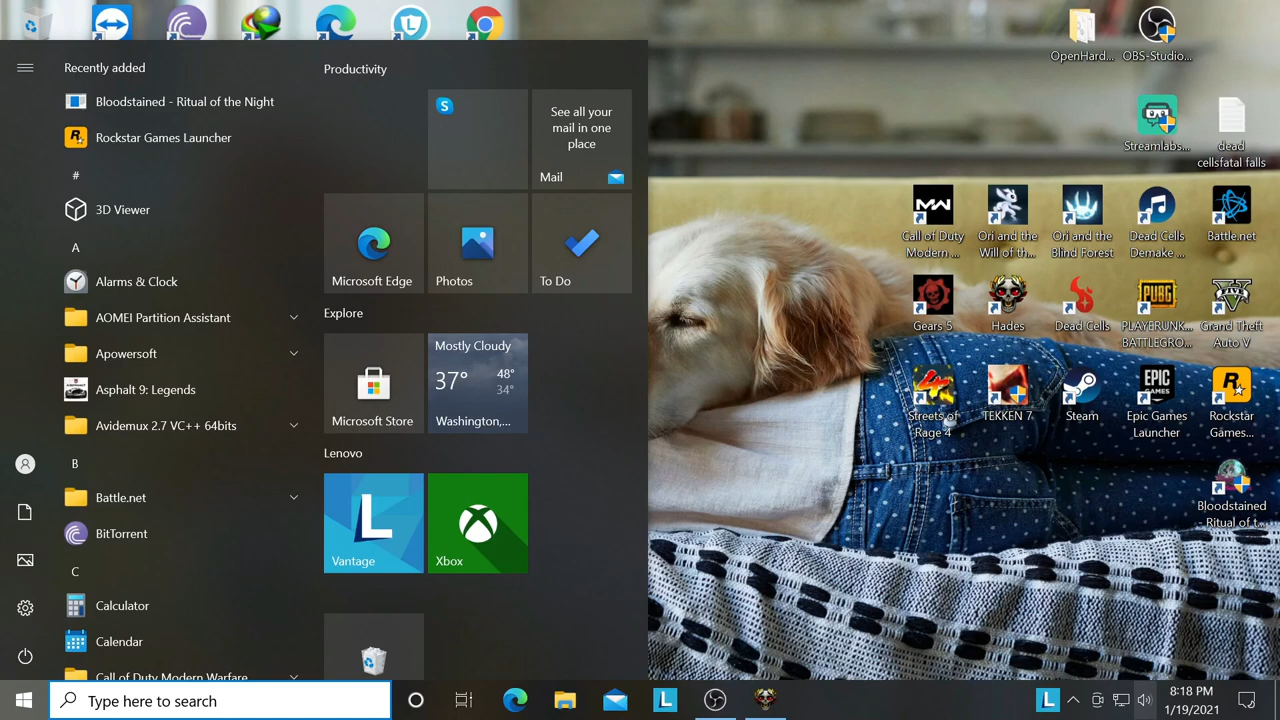 Recently added
Bloodstained - Ritual of the Night
Rockstar Games Launcher
#
3D Viewer
A
Alarms & Clock
AOMEI Partition Assistant
Apowersoft
Asphalt 9: Legends
Avidemux 2.7 VC++ 64bits
B
Battle.net
BitTorrent
C
Calculator
Calendar
Call of Duty Modern Warfare
Productivity
See all your
mail in one
place
Mail
Microsoft Edge
Photos
To Do
Explore
Microsoft Store
Mostly Cloudy
37°
48°
34°
Washington,...
Lenovo
Vantage
Xbox
OpenHard...
OBS-Studio...
Streamlabs...
dead
cellsfatal falls
Call of Duty
Modern ...
Ori and the
Will of th...
Ori and the
Blind Forest
Dead Cells
Demake ...
Battle.net
Gears 5
Hades
Dead Cells
PLAYERUNK...
BATTLEGRO...
Grand Theft
Auto V
Streets of
Rage 4
TEKKEN 7
Steam
Epic Games
Launcher
Rockstar
Games...
Bloodstained
- Ritual of t...
Type here to search
8:18 PM
1/19/2021